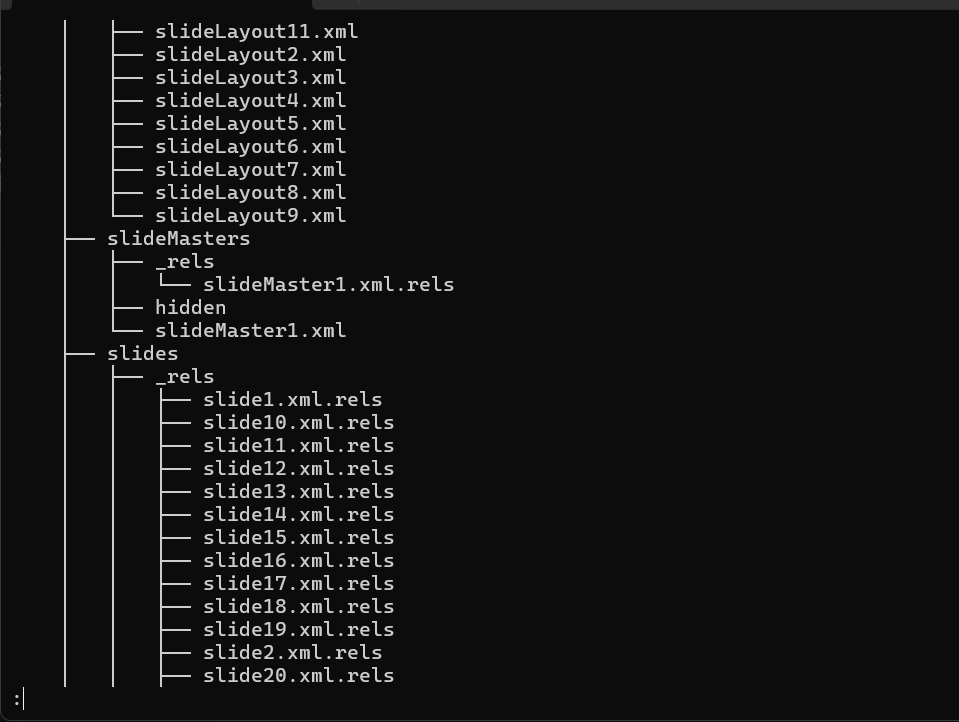 ├── slideLayout11.xml
├── slideLayout2.xml
├── slideLayout3.xml
├── slideLayout4.xml
├── slideLayout5.xml
├── slideLayout6.xml
├── slideLayout7.xml
├── slideLayout8.xml
└── slideLayout9.xml
├── slideMasters
├── _rels
└── slideMaster1.xml.rels
├── hidden
└── slideMaster1.xml
├── slides
├── _rels
├── slide1.xml.rels
├── slide10.xml.rels
├── slide11.xml.rels
├── slide12.xml.rels
├── slide13.xml.rels
├── slide14.xml.rels
├── slide15.xml.rels
├── slide16.xml.rels
├── slide17.xml.rels
├── slide18.xml.rels
├── slide19.xml.rels
├── slide2.xml.rels
├── slide20.xml.rels
: